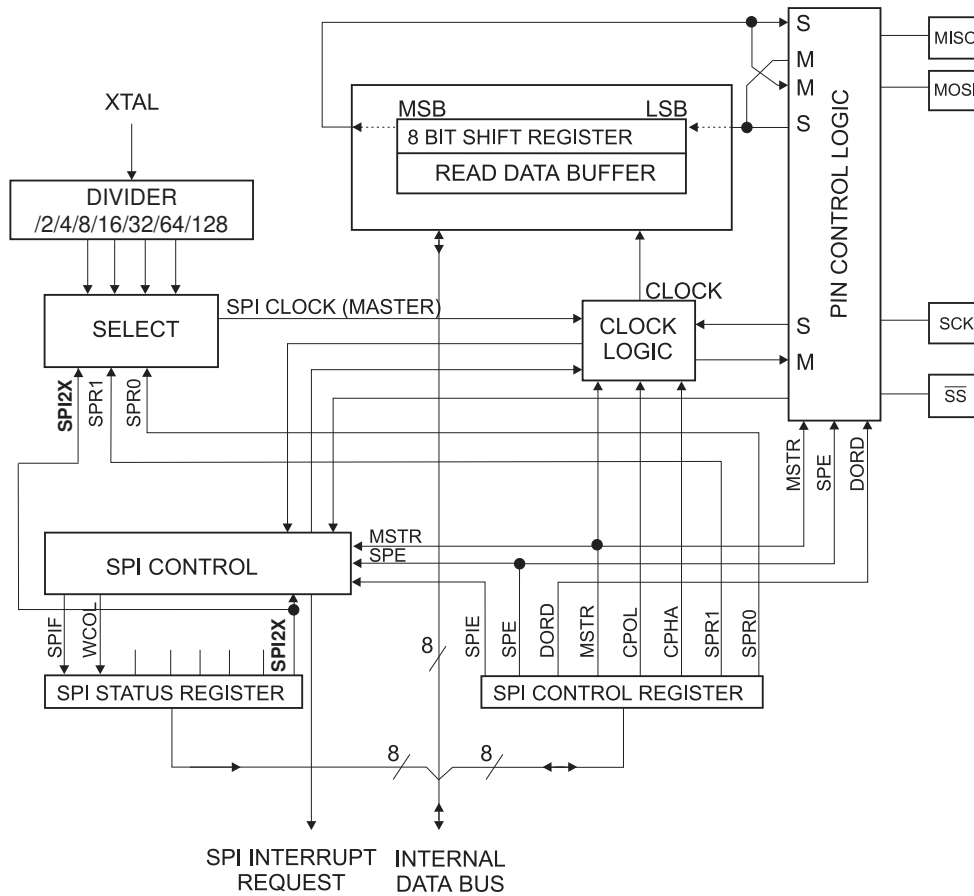 S
MISO
M
M
MOSI
MSB
LSB
S
8 BIT SHIFT REGISTER
READ DATA BUFFER
XTAL
DIVIDER
/2/4/8/16/32/64/128
PIN CONTROL LOGIC
SPI CLOCK (MASTER)
CLOCK
SELECT
CLOCK
LOGIC
S
SCK
M
SS
SPI2X
SPR1
SPR0
MSTR
SPE
DORD
MSTR
SPE
SPI CONTROL
SPIF
WCOL
SPI2X
8
SPIE
SPE
DORD
MSTR
CPOL
CPHA
SPR1
SPR0
SPI STATUS REGISTER
SPI CONTROL REGISTER
8
8
SPI INTERRUPT
REQUEST
INTERNAL
DATA BUS